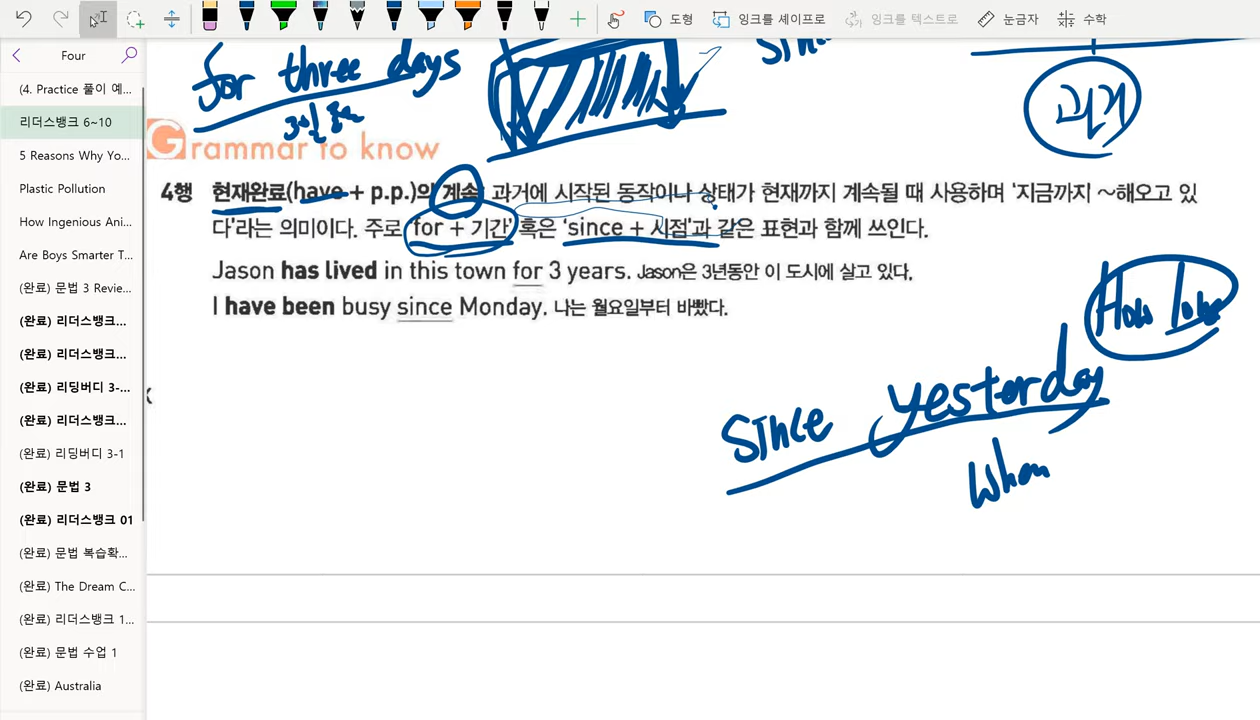 도형
잉크를 셰이프로
잉크를 텍스트로
눈금자
수학
Four
(4. Practice 풀이 예...
리더스뱅크 6~10
5 Reasons Why Yo...
Plastic Pollution
How Ingenious Ani...
Are Boys Smarter T...
(완료) 문법 3 Revie...
(완료) 리더스뱅크...
(완료) 리더스뱅크...
(완료) 리딩버디 3-...
(완료) 리더스뱅크...
(완료) 리딩버디 3-1
(완료) 문법 3
(완료) 리더스뱅크 01
(완료) 문법 복습확...
(완료) The Dream C...
(완료) 리더스뱅크 1...
(완료) 문법 수업 1
(완료) Australia
for three days
3일 동안
과거
Grammar to know
4행 현재완료(have + p.p.)의 계속: 과거에 시작된 동작이나 상태가 현재까지 계속될 때 사용하며 '지금까지 ~해오고 있
다'라는 의미이다. 주로 'for + 기간' 혹은 'since + 시점'과 같은 표현과 함께 쓰인다.
Jason has lived in this town for 3 years. Jason은 3년동안 이 도시에 살고 있다.
I have been busy since Monday. 나는 월요일부터 바빴다.
How long
since yesterday
When